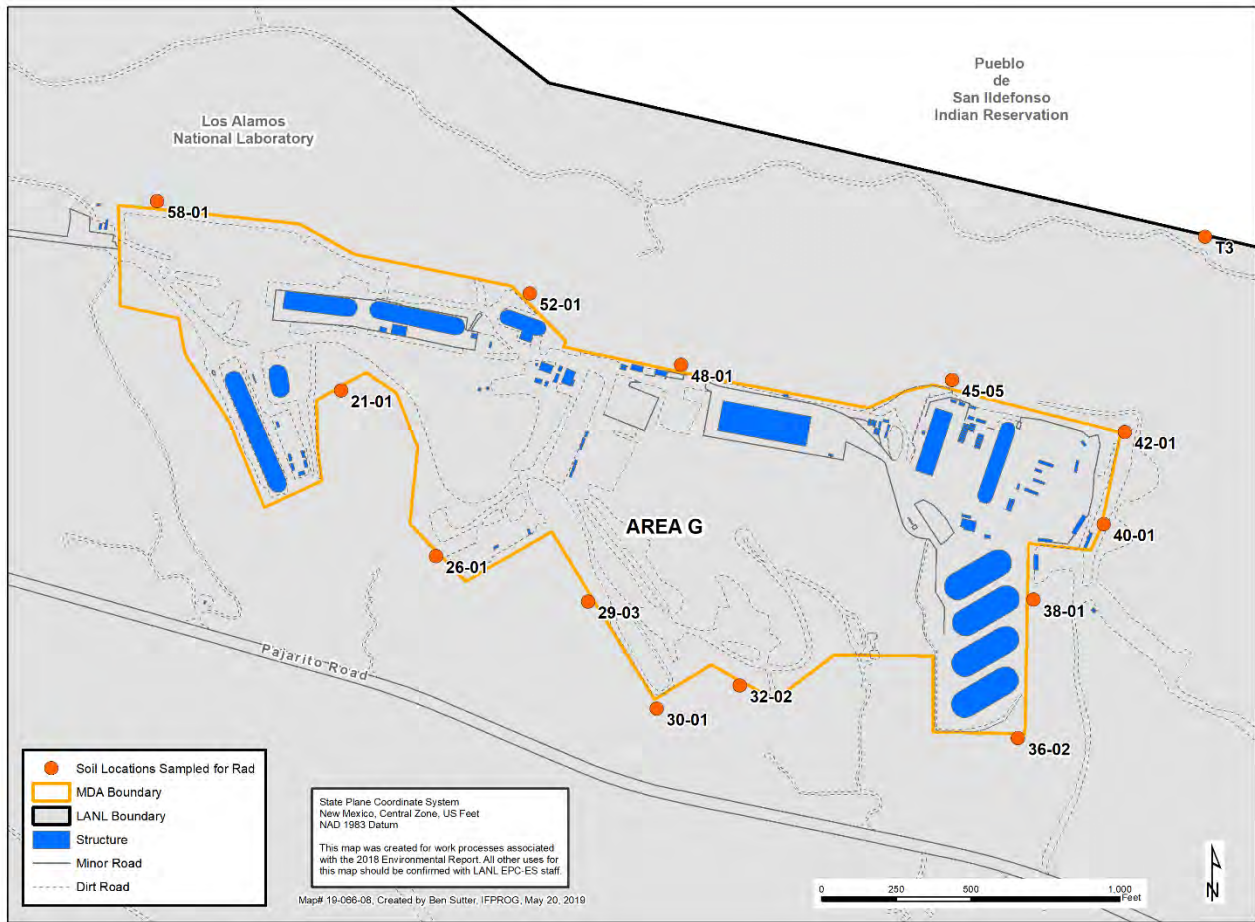 Pueblo
de
San Ildefonso
Indian Reservation
Los Alamos
National Laboratory
58-01
T3
52-01
48-01
45-05
21-01
42-01
AREA G
40-01
26-01
29-03
38-01
Pajarito Road
32-02
30-01
36-02
Soil Locations Sampled for Rad
MDA Boundary
LANL Boundary
Structure
Minor Road
Dirt Road
State Plane Coordinate System
New Mexico, Central Zone, US Feet
NAD 1983 Datum
This map was created for work processes associated
with the 2018 Environmental Report. All other uses for
this map should be confirmed with LANL EPC-ES staff.
Map# 19-066-08, Created by Ben Sutter, IFPROG, May 20, 2019
N
0 250 500 1,000
Feet